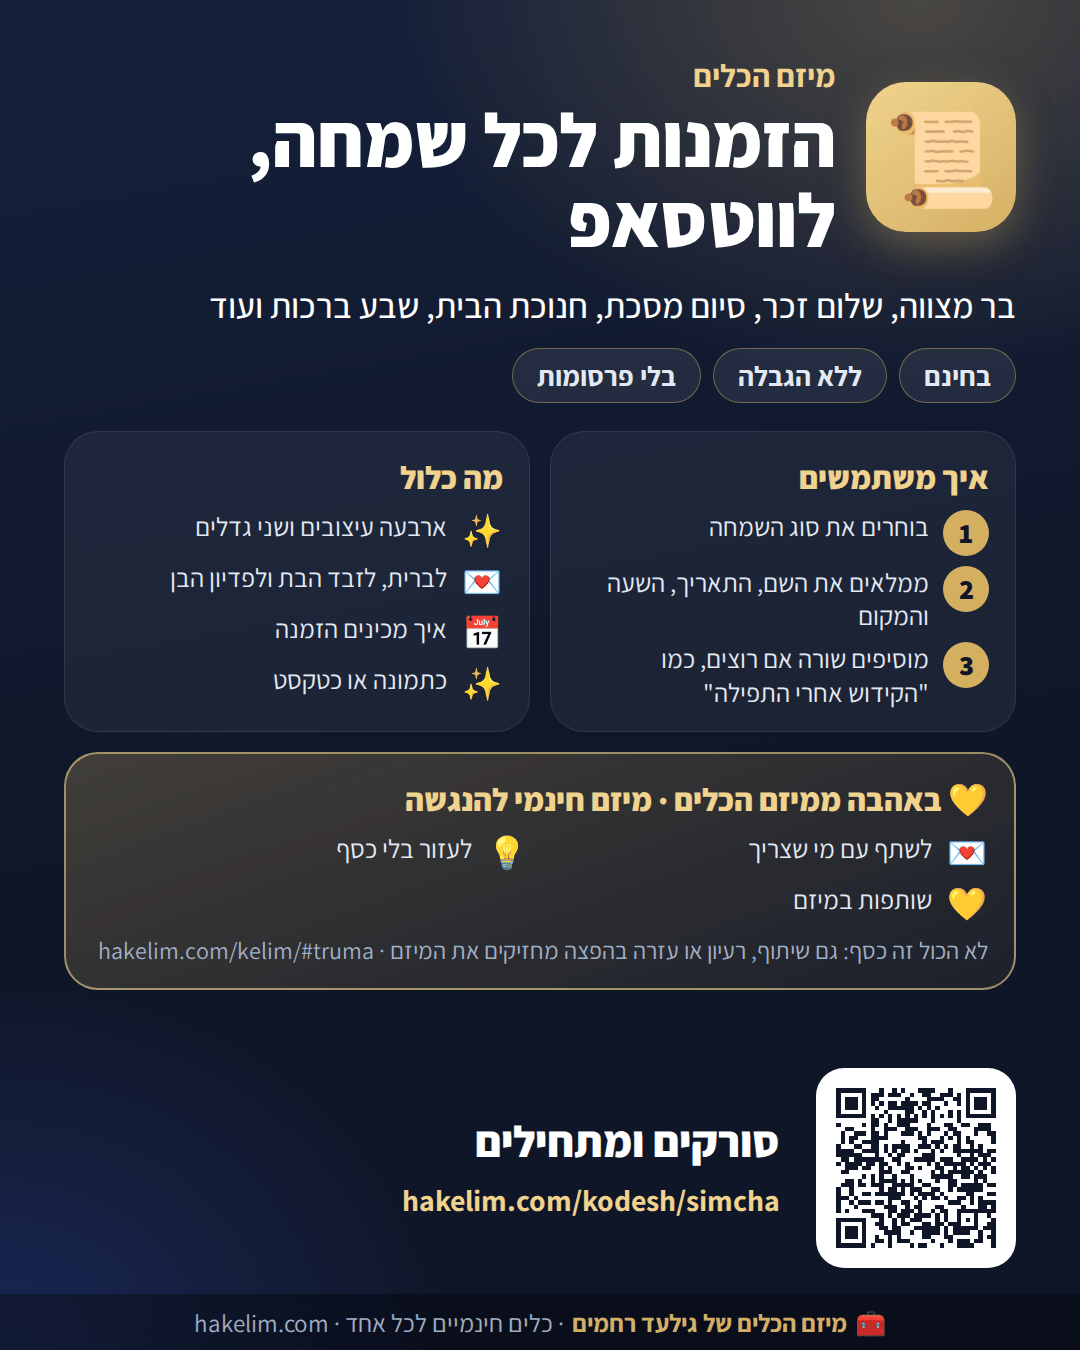 מיזם הכלים
הזמנות לכל שמחה,
לווטסאפ
בר מצווה, שלום זכר, סיום מסכת, חנוכת הבית, שבע ברכות ועוד
בחינם
ללא הגבלה
בלי פרסומות
איך משתמשים
1 בוחרים את סוג השמחה
2 ממלאים את השם, התאריך, השעה
והמקום
3 מוסיפים שורה אם רוצים, כמו
"הקידוש אחרי התפילה"
מה כלול
✨ ארבעה עיצובים ושני גדלים
💌 לברית, לזבד הבת ולפדיון הבן
📅 איך מכינים הזמנה
✨ כתמונה או כטקסט
💛 באהבה ממיזם הכלים · מיזם חינמי להנגשה
💌 לשתף עם מי שצריך
💡 לעזור בלי כסף
💛 שותפות במיזם
לא הכול זה כסף: גם שיתוף, רעיון או עזרה בהפצה מחזיקים את המיזם · hakelim.com/kelim/#truma
סורקים ומתחילים
hakelim.com/kodesh/simcha
🧰 מיזם הכלים של גילעד רחמים · כלים חינמיים לכל אחד · hakelim.com